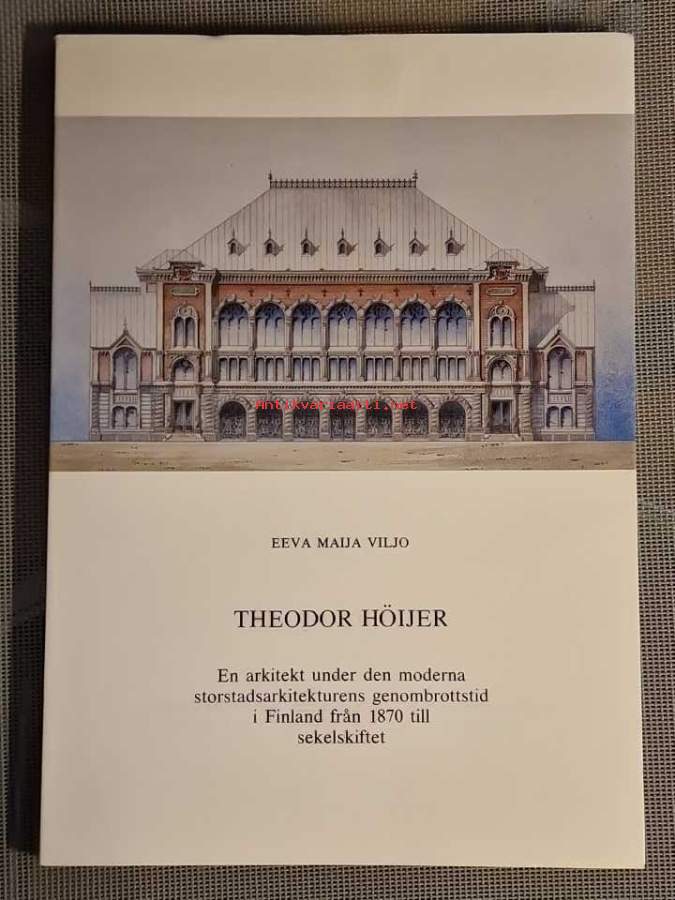 Antikvariaatti.net
EEVA MAIJA VILJO
THEODOR HÖIJER
En arkitekt under den moderna
storstadsarkitekturens genombrottstid
i Finland från 1870 till
sekelskiftet